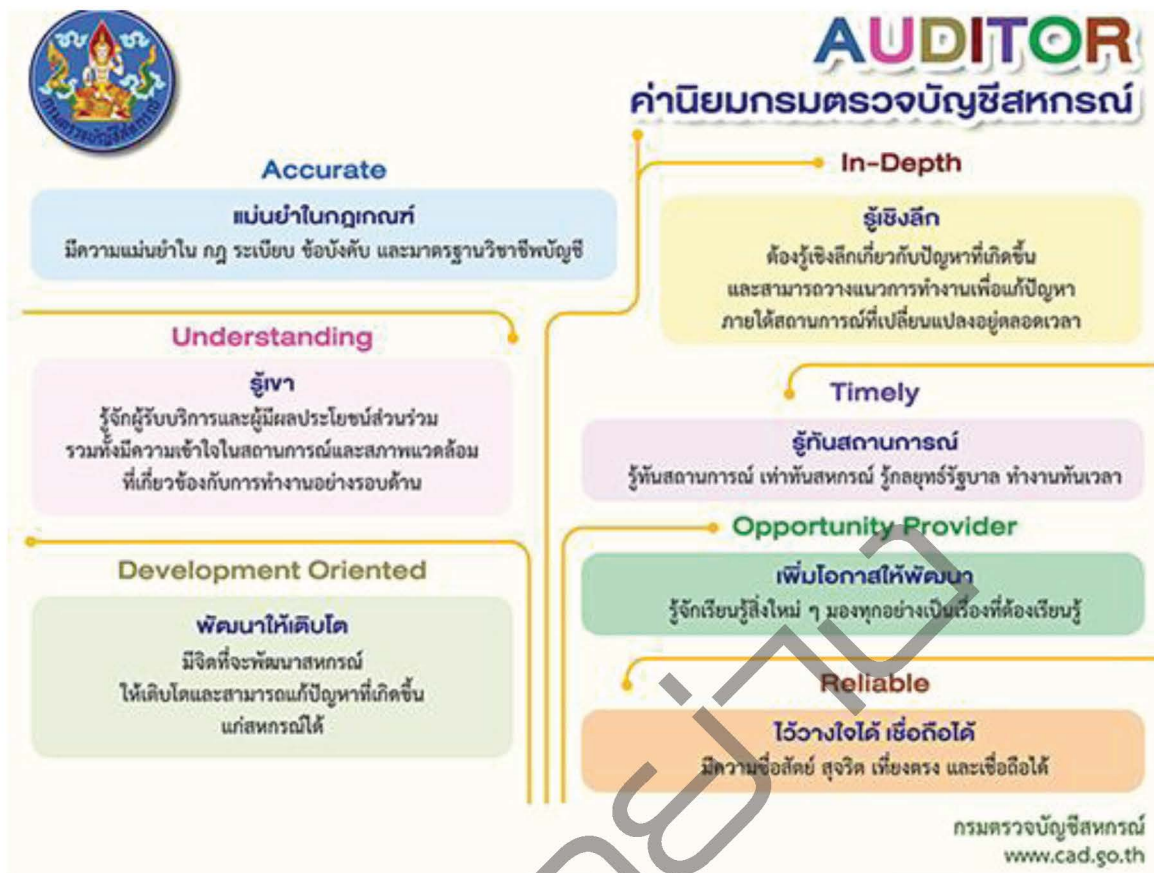 กรมตรวจบัญชีสหกรณ์
AUDITOR
ค่านิยมกรมตรวจบัญชีสหกรณ์
Accurate
แม่นยำในกฎเกณฑ์
มีความแม่นยำใน กฎ ระเบียบ ข้อบังคับ และมาตรฐานวิชาชีพบัญชี
Understanding
รู้เขา
รู้จักผู้รับบริการและผู้มีผลประโยชน์ส่วนร่วม
รวมทั้งมีความเข้าใจในสถานการณ์และสภาพแวดล้อม
ที่เกี่ยวข้องกับการทำงานอย่างรอบด้าน
Development Oriented
พัฒนาให้เติบโต
มีจิตที่จะพัฒนาสหกรณ์
ให้เติบโตและสามารถแก้ปัญหาที่เกิดขึ้น
แก่สหกรณ์ได้
In-Depth
รู้เชิงลึก
ต้องรู้เชิงลึกเกี่ยวกับปัญหาที่เกิดขึ้น
และสามารถวางแนวการทำงานเพื่อแก้ปัญหา
ภายใต้สถานการณ์ที่เปลี่ยนแปลงอยู่ตลอดเวลา
Timely
รู้ทันสถานการณ์
รู้ทันสถานการณ์ เท่าทันสหกรณ์ รู้กลยุทธ์รัฐบาล ทำงานทันเวลา
Opportunity Provider
เพิ่มโอกาสให้พัฒนา
รู้จักเรียนรู้สิ่งใหม่ ๆ มองทุกอย่างเป็นเรื่องที่ต้องเรียนรู้
Reliable
ไว้วางใจได้ เชื่อถือได้
มีความซื่อสัตย์ สุจริต เที่ยงตรง และเชื่อถือได้
กรมตรวจบัญชีสหกรณ์
www.cad.go.th